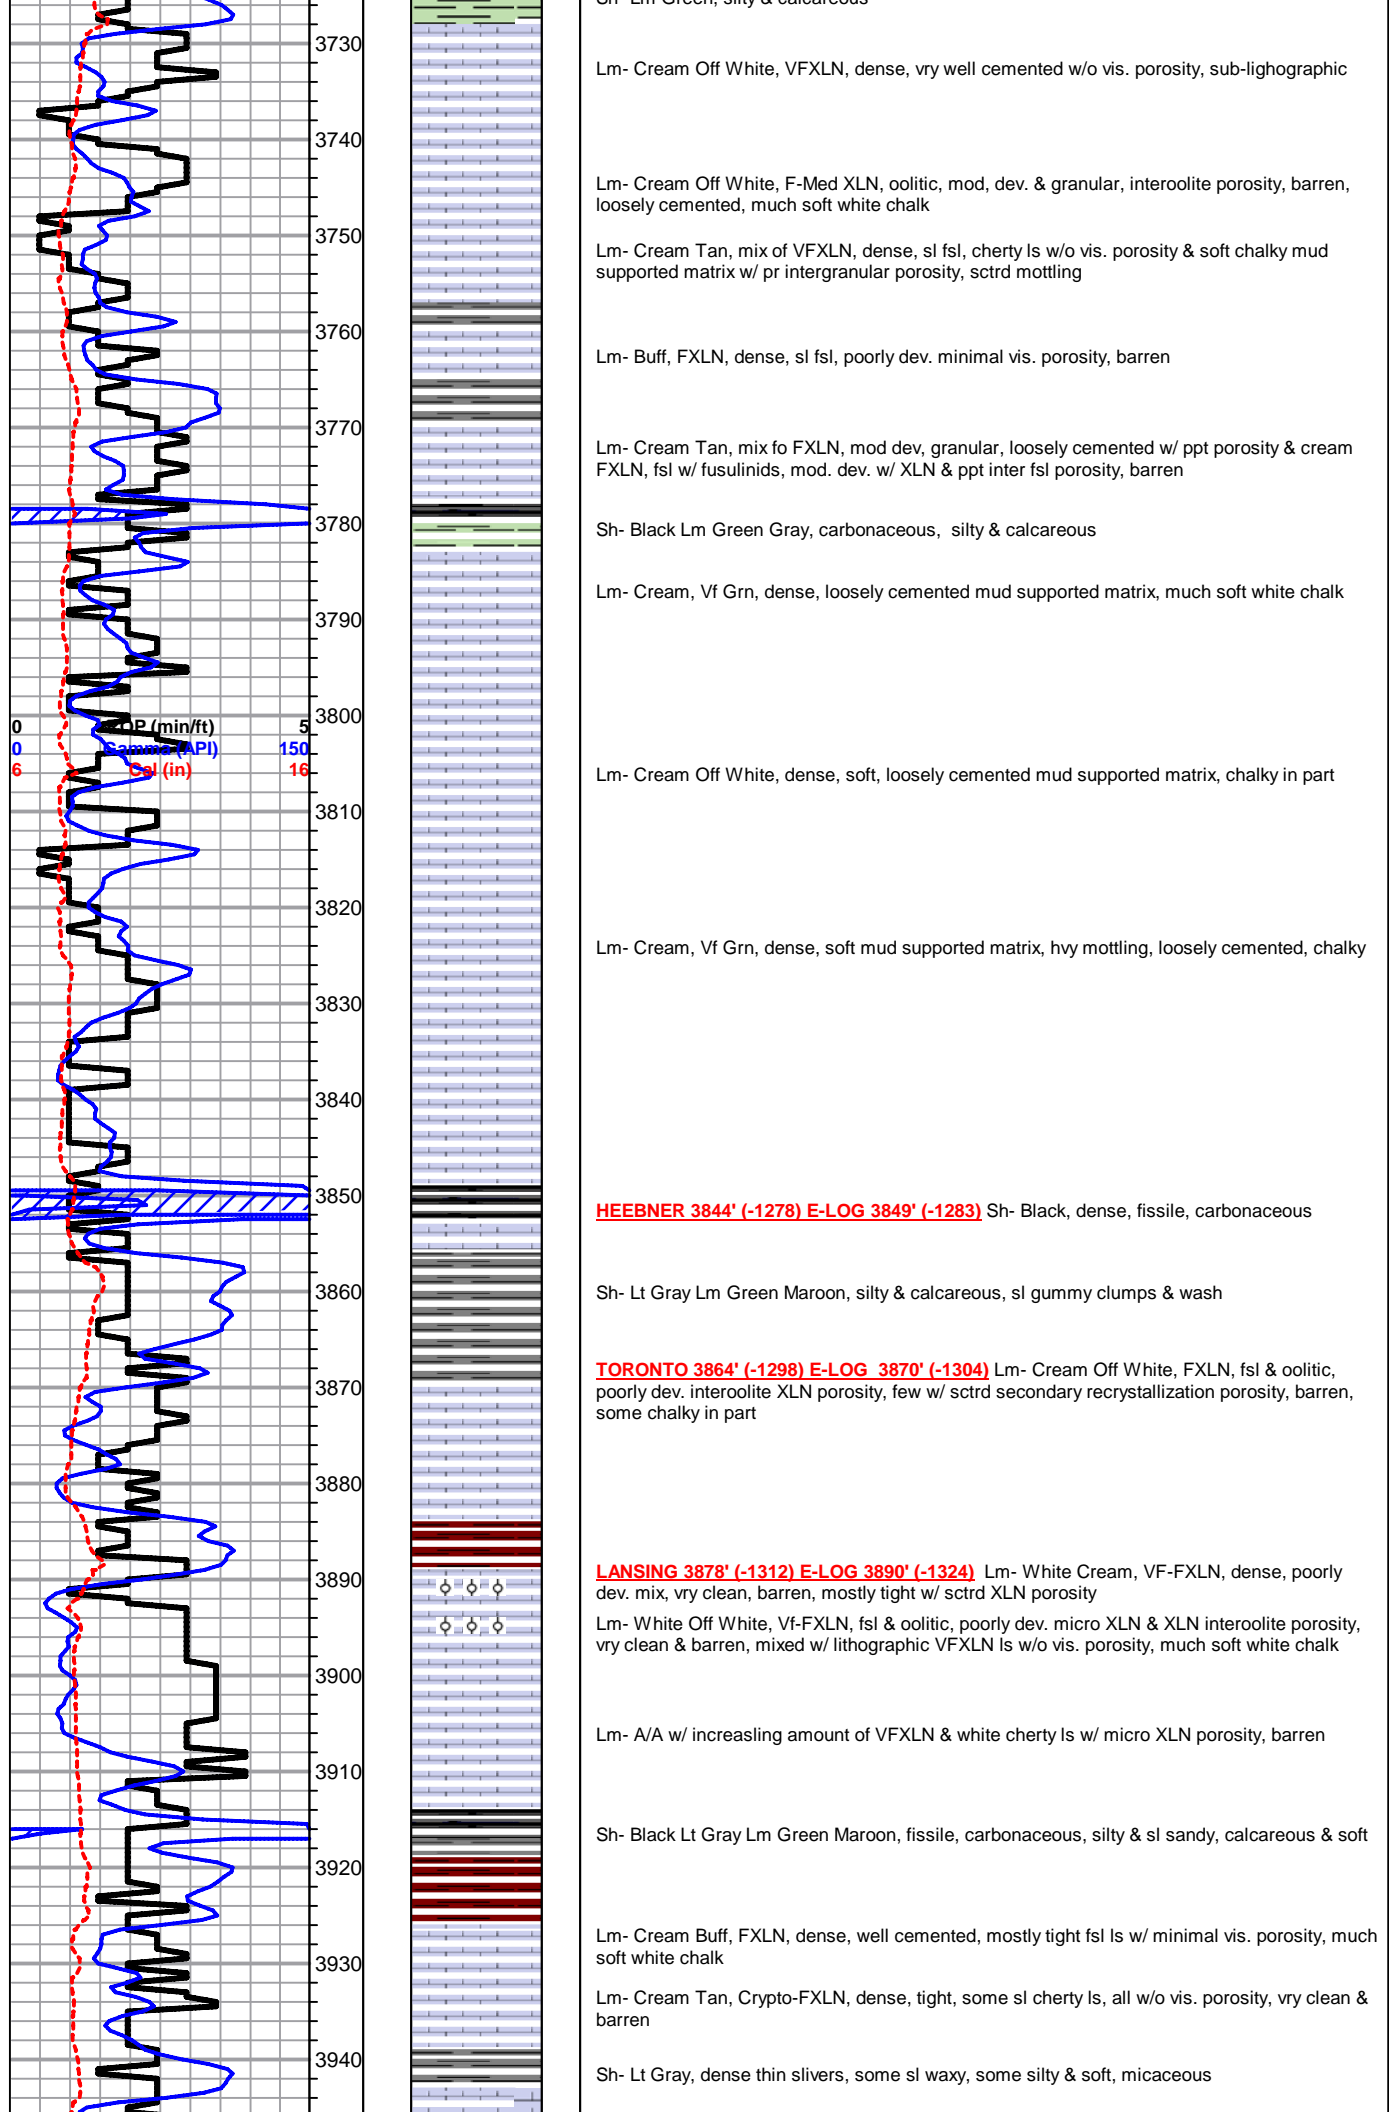 Sh- Lm Green, silty & calcareous
3730
Lm- Cream Off White, VFXLN, dense, vry well cemented w/o vis. porosity, sub-lighographic
3740
Lm- Cream Off White, F-Med XLN, oolitic, mod, dev. & granular, interoolite porosity, barren,
loosely cemented, much soft white chalk
3750
Lm- Cream Tan, mix of VFXLN, dense, sl fsl, cherty ls w/o vis. porosity & soft chalky mud
supported matrix w/ pr intergranular porosity, sctrd mottling
3760
Lm- Buff, FXLN, dense, sl fsl, poorly dev. minimal vis. porosity, barren
3770
Lm- Cream Tan, mix fo FXLN, mod dev, granular, loosely cemented w/ ppt porosity & cream
FXLN, fsl w/ fusulinids, mod. dev. w/ XLN & ppt inter fsl porosity, barren
3780
Sh- Black Lm Green Gray, carbonaceous, silty & calcareous
Lm- Cream, Vf Grn, dense, loosely cemented mud supported matrix, much soft white chalk
3790
3800
0 ROP (min/ft) 5
0 Gamma (API) 150
6 Cal (in) 16
Lm- Cream Off White, dense, soft, loosely cemented mud supported matrix, chalky in part
3810
3820
Lm- Cream, Vf Grn, dense, soft mud supported matrix, hvy mottling, loosely cemented, chalky
3830
3840
3850
HEEBNER 3844' (-1278) E-LOG 3849' (-1283) Sh- Black, dense, fissile, carbonaceous
3860
Sh- Lt Gray Lm Green Maroon, silty & calcareous, sl gummy clumps & wash
3870
TORONTO 3864' (-1298) E-LOG 3870' (-1304) Lm- Cream Off White, FXLN, fsl & oolitic,
poorly dev. interoolite XLN porosity, few w/ sctrd secondary recrystallization porosity, barren,
some chalky in part
3880
3890
LANSING 3878' (-1312) E-LOG 3890' (-1324) Lm- White Cream, VF-FXLN, dense, poorly
dev. mix, vry clean, barren, mostly tight w/ sctrd XLN porosity
Lm- White Off White, Vf-FXLN, fsl & oolitic, poorly dev. micro XLN & XLN interoolite porosity,
vry clean & barren, mixed w/ lithographic VFXLN ls w/o vis. porosity, much soft white chalk
3900
Lm- A/A w/ increasling amount of VFXLN & white cherty ls w/ micro XLN porosity, barren
3910
Sh- Black Lt Gray Lm Green Maroon, fissile, carbonaceous, silty & sl sandy, calcareous & soft
3920
Lm- Cream Buff, FXLN, dense, well cemented, mostly tight fsl ls w/ minimal vis. porosity, much
soft white chalk
3930
Lm- Cream Tan, Crypto-FXLN, dense, tight, some sl cherty ls, all w/o vis. porosity, vry clean &
barren
3940
Sh- Lt Gray, dense thin slivers, some sl waxy, some silty & soft, micaceous